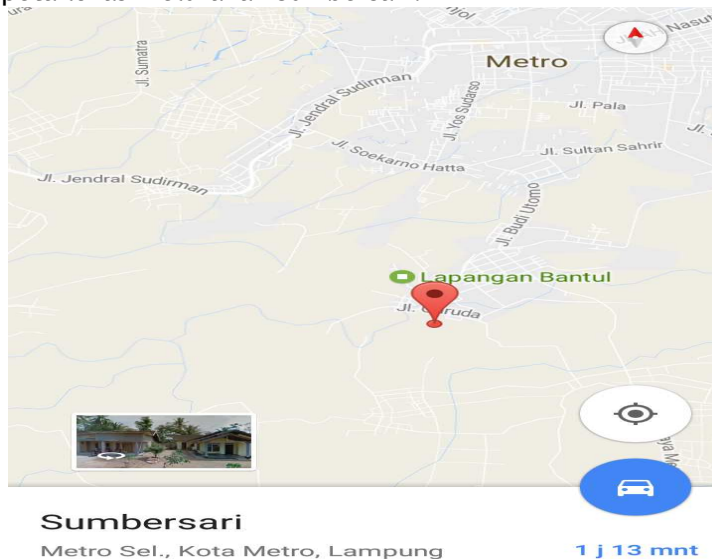 Metro
Jl. Sumatra
Jl. Jendral Sudirman
Jl. Yos Sudarso
Jl. Pala
Jl. Soekarno Hatta
Jl. Sultan Sahrir
Jl. Jendral Sudirman
Jl. Budi Utomo
Lapangan Bantul
Sumbersari
Metro Sel., Kota Metro, Lampung
1 j 13 mnt